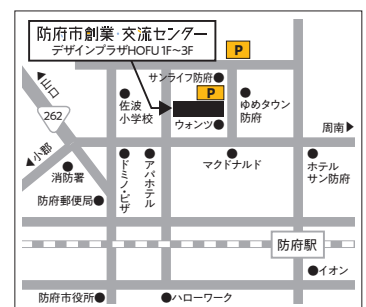 防府市創業・交流センター
デザインプラザHOFU 1F~3F
P
サンライフ防府
P
山口
262
佐波
小学校
ゆめタウン
防府
ウォンツ
周南
小郡
消防署
ドミノ・ピザ
アパホテル
マクドナルド
ホテル
サン防府
防府郵便局
防府駅
イオン
防府市役所
ハローワーク